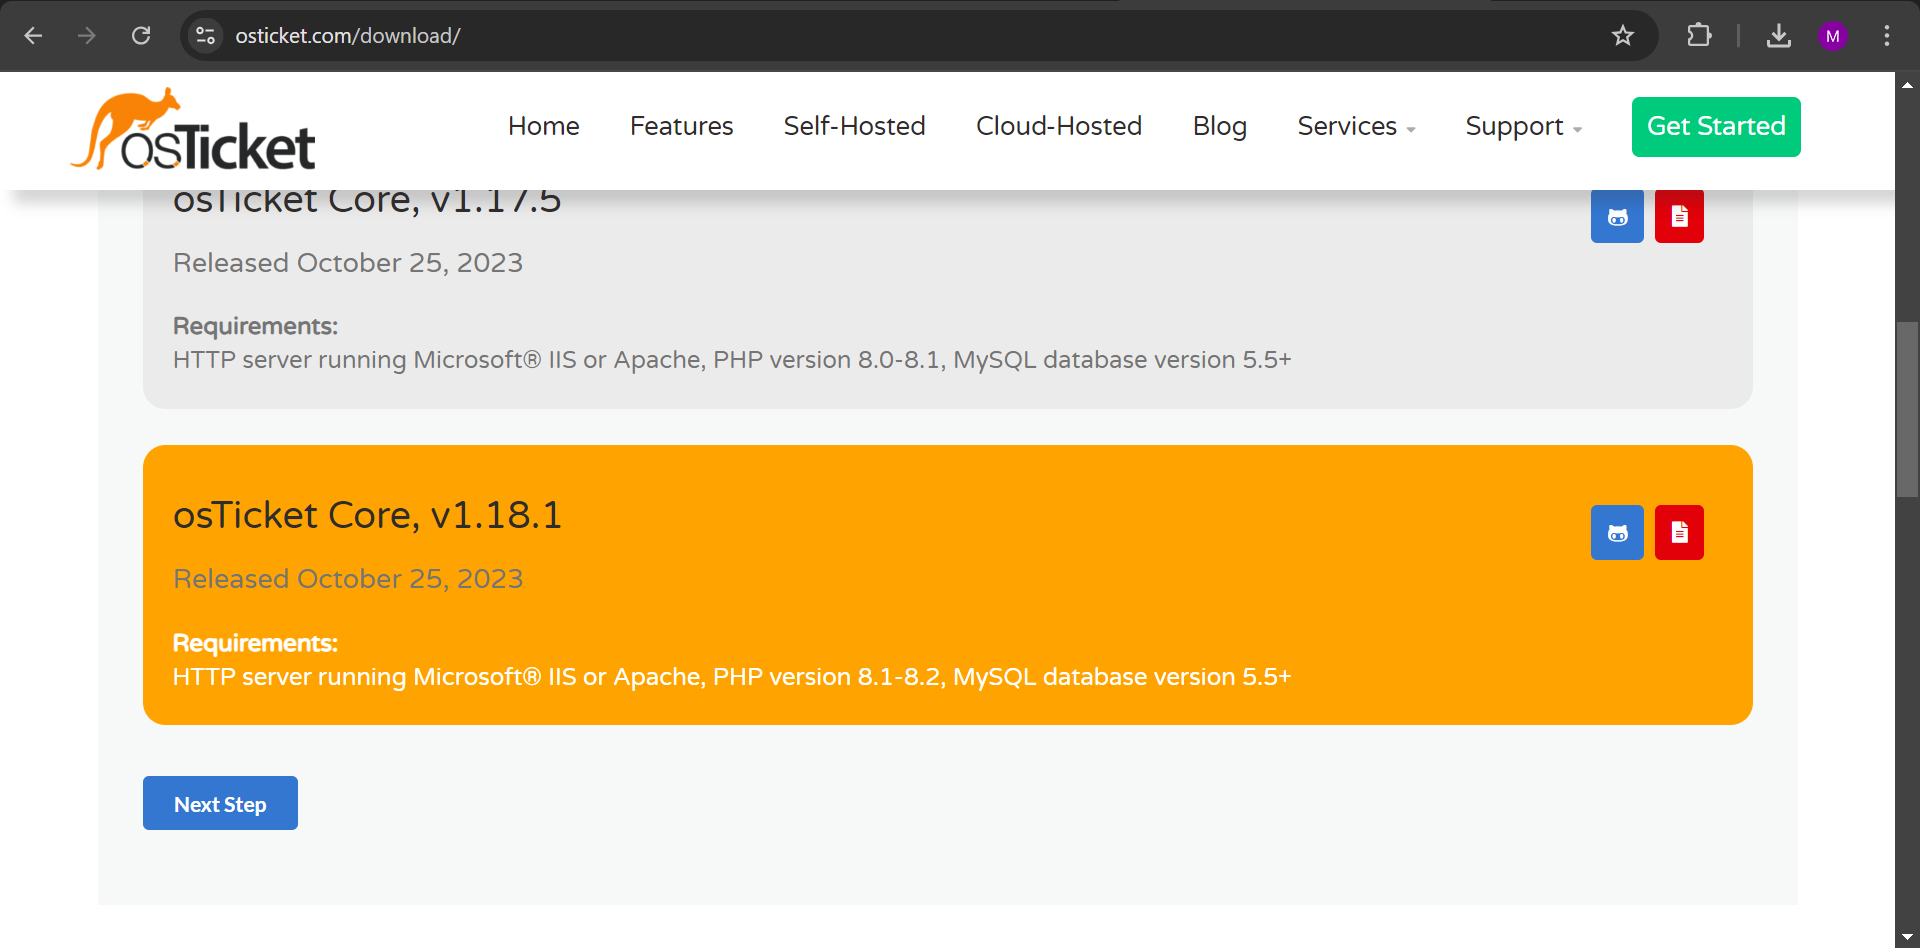 osticket.com/download/
M
osTicket
Home
Features
Self-Hosted
Cloud-Hosted
Blog
Services
Support
Get Started
osTicket Core, v1.17.5
Released October 25, 2023
Requirements:
HTTP server running Microsoft® IIS or Apache, PHP version 8.0-8.1, MySQL database version 5.5+
osTicket Core, v1.18.1
Released October 25, 2023
Requirements:
HTTP server running Microsoft® IIS or Apache, PHP version 8.1-8.2, MySQL database version 5.5+
Next Step